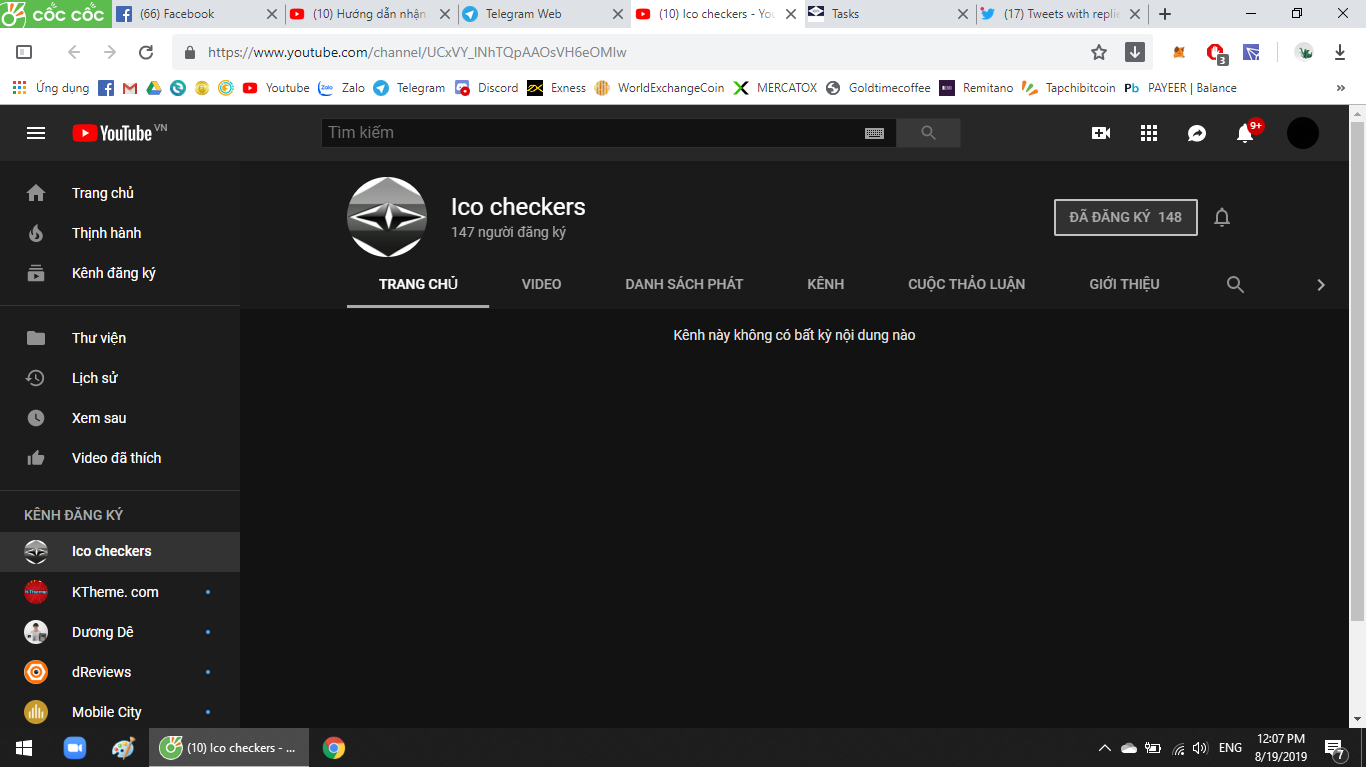 cốc cốc
(66) Facebook
(10) Hướng dẫn nhận
Telegram Web
(10) Ico checkers - You
Tasks
(17) Tweets with replie
https://www.youtube.com/channel/UCxVY_lNhTQpAAOsVH6eOMlw
3
Ứng dụng
Youtube
Zalo
Telegram
Discord
Exness
WorldExchangeCoin
MERCATOX
Goldtimecoffee
Remitano
Tapchibitcoin
Pb PAYEER | Balance
»
YouTube VN
Tìm kiếm
9+
Trang chủ
Thịnh hành
Kênh đăng ký
Thư viện
Lịch sử
Xem sau
Video đã thích
KÊNH ĐĂNG KÝ
Ico checkers
KTheme. com
Dương Dê
dReviews
Mobile City
Ico checkers
147 người đăng ký
ĐÃ ĐĂNG KÝ 148
TRANG CHỦ
VIDEO
DANH SÁCH PHÁT
KÊNH
CUỘC THẢO LUẬN
GIỚI THIỆU
Kênh này không có bất kỳ nội dung nào
(10) Ico checkers - ...
ENG
12:07 PM
8/19/2019
7